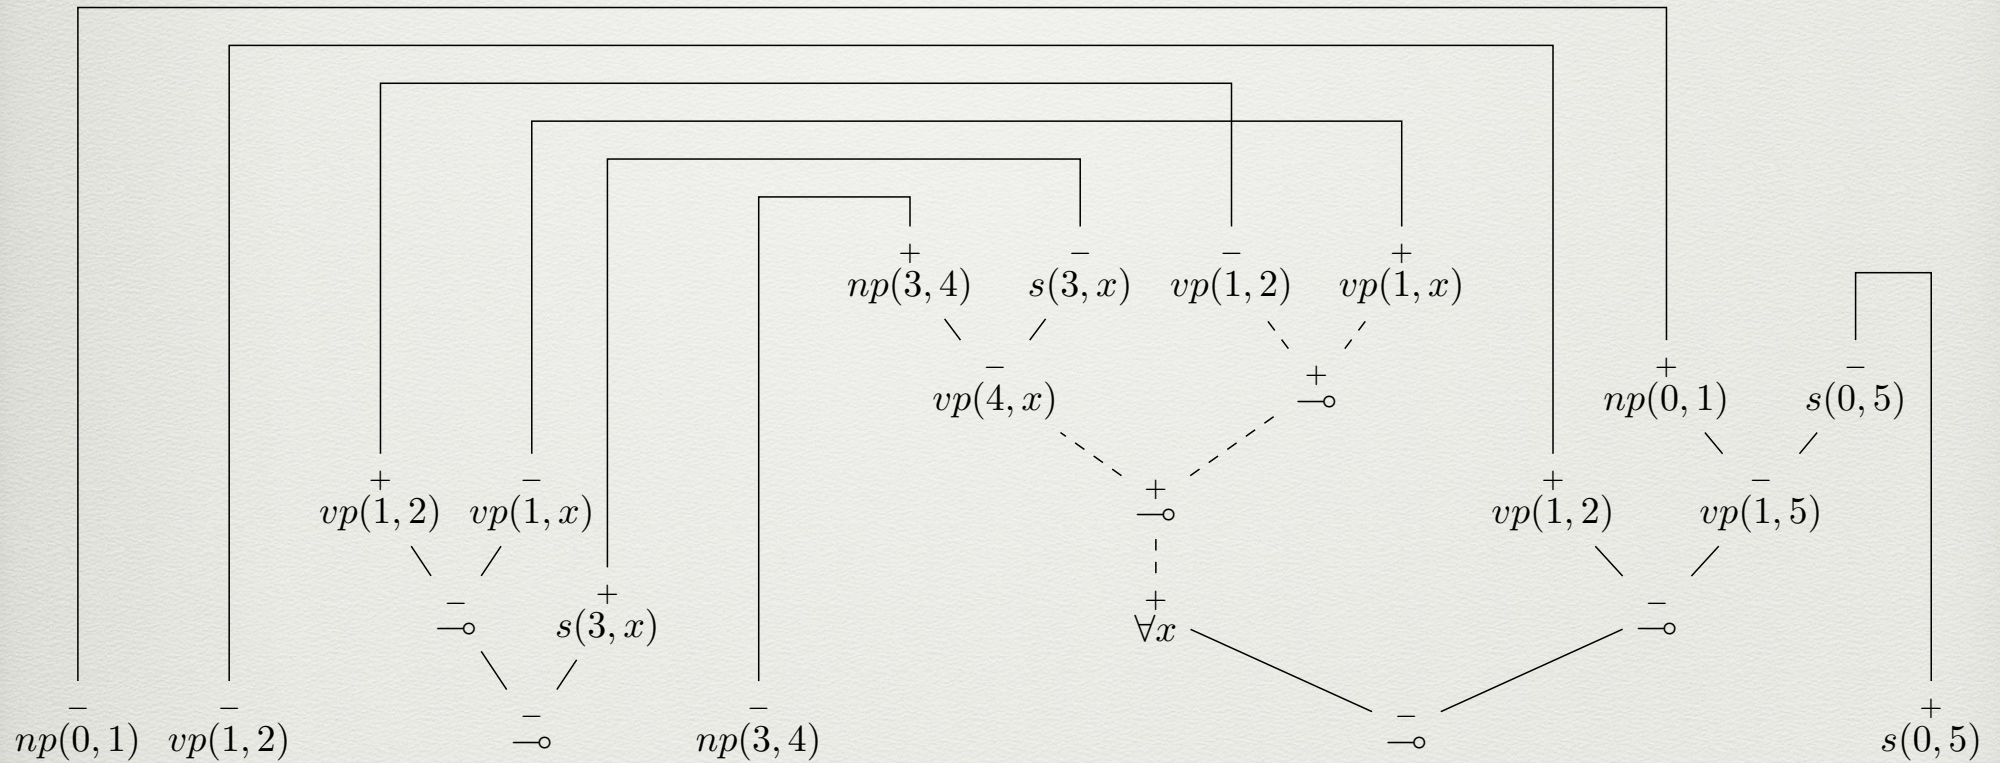 + − − +
np(3, 4) s(3, x) vp(1, 2) vp(1, x)
− + + −
vp(4, x) ⊸ np(0, 1) s(0, 5)
+ − + + −
vp(1, 2) vp(1, x) ⊸ vp(1, 2) vp(1, 5)
− + + −
⊸ s(3, x) ∀x ⊸
− − − − − +
np(0, 1) vp(1, 2) ⊸ np(3, 4) ⊸ s(0, 5)